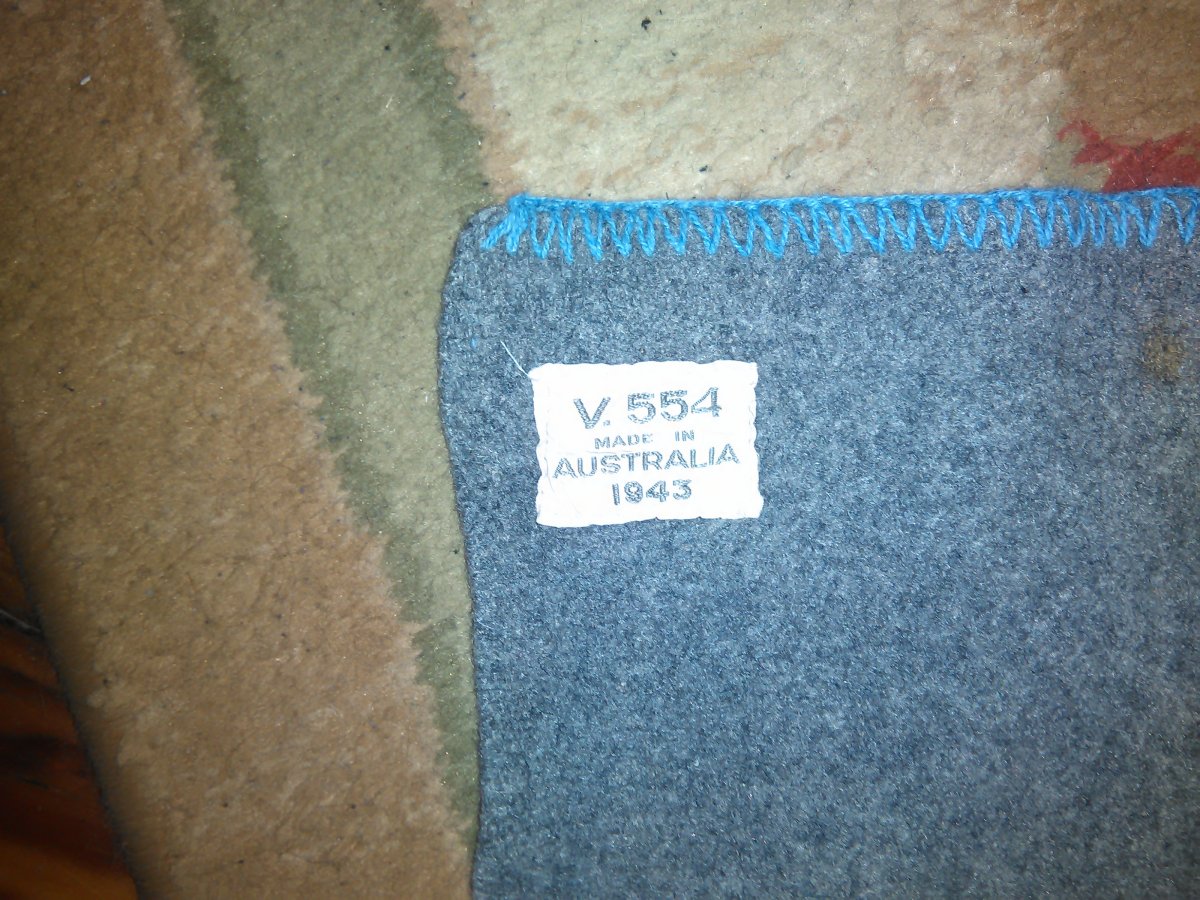 V. 554
MADE IN
AUSTRALIA
1943